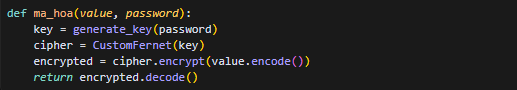 def ma_hoa(value, password):
    key = generate_key(password)
    cipher = CustomFernet(key)
    encrypted = cipher.encrypt(value.encode())
    return encrypted.decode()